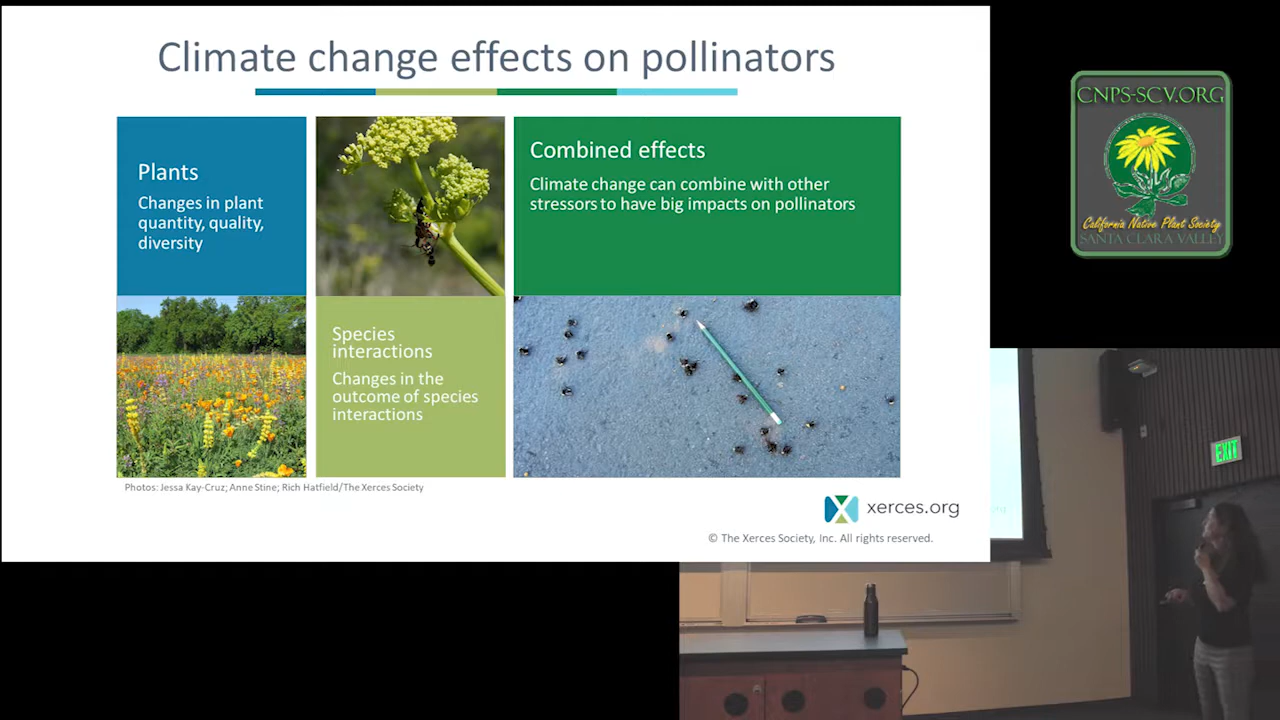 Climate change effects on pollinators
Plants
Changes in plant
quantity, quality,
diversity
Species
interactions
Changes in the
outcome of species
interactions
Combined effects
Climate change can combine with other
stressors to have big impacts on pollinators
Photos: Jessa Kay-Cruz; Anne Stine; Rich Hatfield/The Xerces Society
xerces.org
© The Xerces Society, Inc. All rights reserved.
CNPS-SCV.ORG
California Native Plant Society
SANTA CLARA VALLEY
EXIT